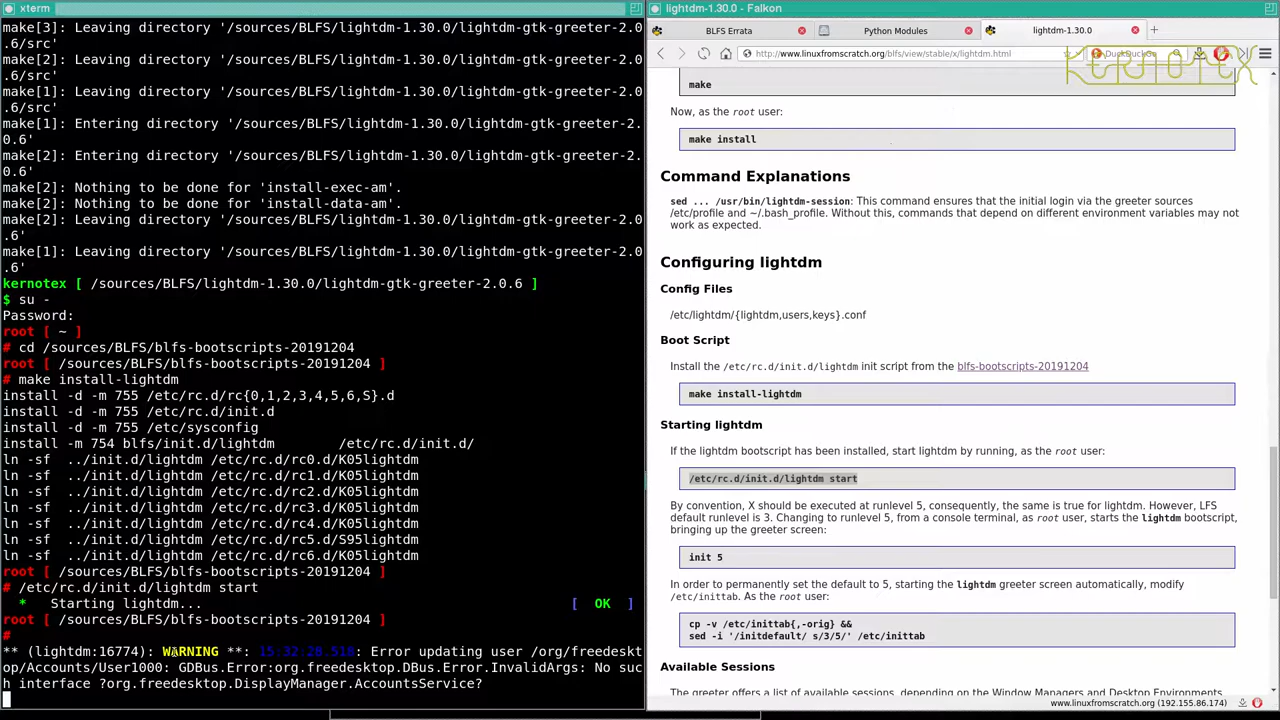 xterm
make[3]: Leaving directory '/sources/BLFS/lightdm-1.30.0/lightdm-gtk-greeter-2.0
.6/src'
make[2]: Leaving directory '/sources/BLFS/lightdm-1.30.0/lightdm-gtk-greeter-2.0
.6/src'
make[1]: Leaving directory '/sources/BLFS/lightdm-1.30.0/lightdm-gtk-greeter-2.0
.6/src'
make[1]: Entering directory '/sources/BLFS/lightdm-1.30.0/lightdm-gtk-greeter-2.
0.6'
make[2]: Entering directory '/sources/BLFS/lightdm-1.30.0/lightdm-gtk-greeter-2.
0.6'
make[2]: Nothing to be done for 'install-exec-am'.
make[2]: Nothing to be done for 'install-data-am'.
make[2]: Leaving directory '/sources/BLFS/lightdm-1.30.0/lightdm-gtk-greeter-2.0
.6'
make[1]: Leaving directory '/sources/BLFS/lightdm-1.30.0/lightdm-gtk-greeter-2.0
.6'
kernotex [ /sources/BLFS/lightdm-1.30.0/lightdm-gtk-greeter-2.0.6 ]
$ su -
Password:
root [ ~ ]
# cd /sources/BLFS/blfs-bootscripts-20191204
root [ /sources/BLFS/blfs-bootscripts-20191204 ]
# make install-lightdm
install -d -m 755 /etc/rc.d/rc{0,1,2,3,4,5,6,S}.d
install -d -m 755 /etc/rc.d/init.d
install -d -m 755 /etc/sysconfig
install -m 754 blfs/init.d/lightdm       /etc/rc.d/init.d/
ln -sf  ../init.d/lightdm /etc/rc.d/rc0.d/K05lightdm
ln -sf  ../init.d/lightdm /etc/rc.d/rc1.d/K05lightdm
ln -sf  ../init.d/lightdm /etc/rc.d/rc2.d/K05lightdm
ln -sf  ../init.d/lightdm /etc/rc.d/rc3.d/K05lightdm
ln -sf  ../init.d/lightdm /etc/rc.d/rc4.d/K05lightdm
ln -sf  ../init.d/lightdm /etc/rc.d/rc5.d/S95lightdm
ln -sf  ../init.d/lightdm /etc/rc.d/rc6.d/K05lightdm
root [ /sources/BLFS/blfs-bootscripts-20191204 ]
# /etc/rc.d/init.d/lightdm start
*   Starting lightdm... [ OK ]
root [ /sources/BLFS/blfs-bootscripts-20191204 ]
#
** (lightdm:16774): WARNING **: 15:32:20.518: Error updating user /org/freedeskt
op/Accounts/User1000: GDBus.Error:org.freedesktop.DBus.Error.InvalidArgs: No suc
h interface ?org.freedesktop.DisplayManager.AccountsService?
lightdm-1.30.0 - Falkon
BLFS Errata
Python Modules
lightdm-1.30.0
http://www.linuxfromscratch.org/blfs/view/stable/x/lightdm.html
DuckDuckGo
KERNOTEX
make
Now, as the root user:
make install
Command Explanations
sed ... /usr/bin/lightdm-session: This command ensures that the initial login via the greeter sources
/etc/profile and ~/.bash_profile. Without this, commands that depend on different environment variables may not
work as expected.
Configuring lightdm
Config Files
/etc/lightdm/{lightdm,users,keys}.conf
Boot Script
Install the /etc/rc.d/init.d/lightdm init script from the blfs-bootscripts-20191204
make install-lightdm
Starting lightdm
If the lightdm bootscript has been installed, start lightdm by running, as the root user:
/etc/rc.d/init.d/lightdm start
By convention, X should be executed at runlevel 5, consequently, the same is true for lightdm. However, LFS
default runlevel is 3. Changing to runlevel 5, from a console terminal, as root user, starts the lightdm bootscript,
bringing up the greeter screen:
init 5
In order to permanently set the default to 5, starting the lightdm greeter screen automatically, modify
/etc/inittab. As the root user:
cp -v /etc/inittab{,-orig} &&
sed -i '/initdefault/ s/3/5/' /etc/inittab
Available Sessions
The greeter offers a list of available sessions, depending on the Window Managers and Desktop Environments
www.linuxfromscratch.org (192.155.86.174)